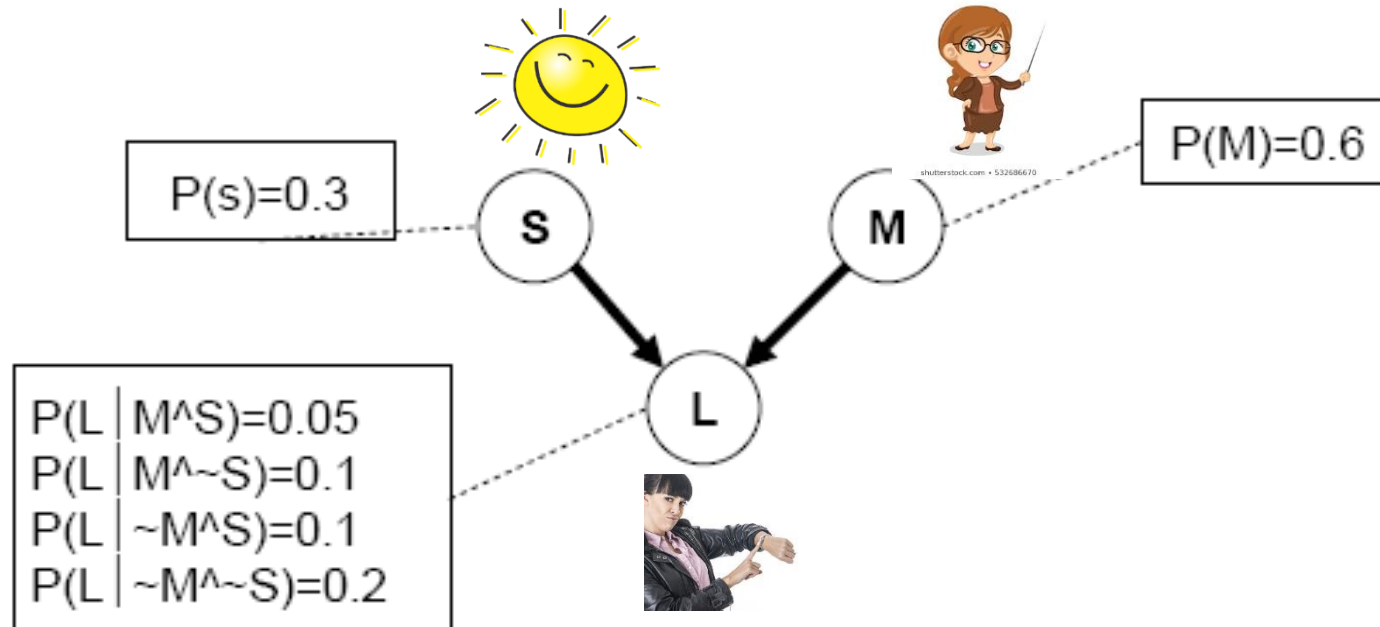 shutterstock.com • 532686670
P(s)=0.3
P(M)=0.6
S
M
L
P(L|M^S)=0.05
P(L|M^~S)=0.1
P(L|~M^S)=0.1
P(L|~M^~S)=0.2